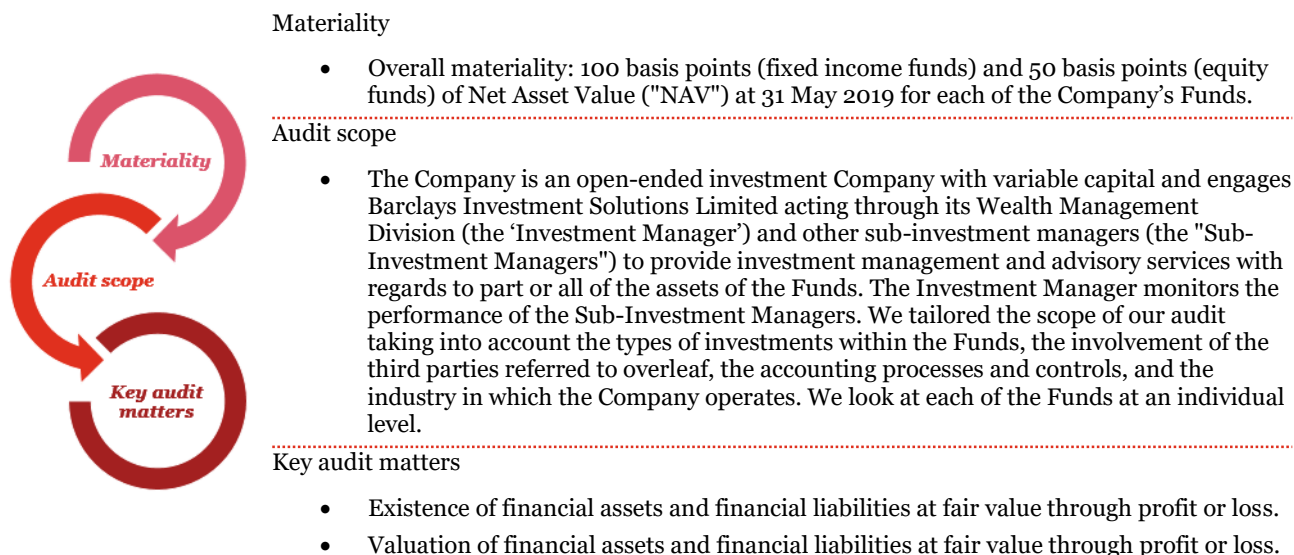 Materiality
• Overall materiality: 100 basis points (fixed income funds) and 50 basis points (equity
funds) of Net Asset Value ("NAV") at 31 May 2019 for each of the Company’s Funds.
Materiality
Audit scope
• The Company is an open-ended investment Company with variable capital and engages
Barclays Investment Solutions Limited acting through its Wealth Management
Division (the ‘Investment Manager’) and other sub-investment managers (the "Sub-
Investment Managers") to provide investment management and advisory services with
regards to part or all of the assets of the Funds. The Investment Manager monitors the
performance of the Sub-Investment Managers. We tailored the scope of our audit
taking into account the types of investments within the Funds, the involvement of the
third parties referred to overleaf, the accounting processes and controls, and the
industry in which the Company operates. We look at each of the Funds at an individual
level.
Audit scope
Key audit
matters
Key audit matters
• Existence of financial assets and financial liabilities at fair value through profit or loss.
• Valuation of financial assets and financial liabilities at fair value through profit or loss.